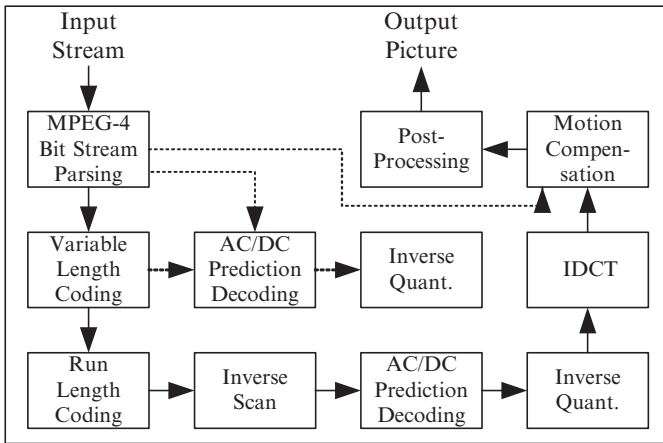 Input
Stream
Output
Picture
MPEG-4
Bit Stream
Parsing
Post-
Processing
Motion
Compen-
sation
Variable
Length
Coding
AC/DC
Prediction
Decoding
Inverse
Quant.
IDCT
Run
Length
Coding
Inverse
Scan
AC/DC
Prediction
Decoding
Inverse
Quant.